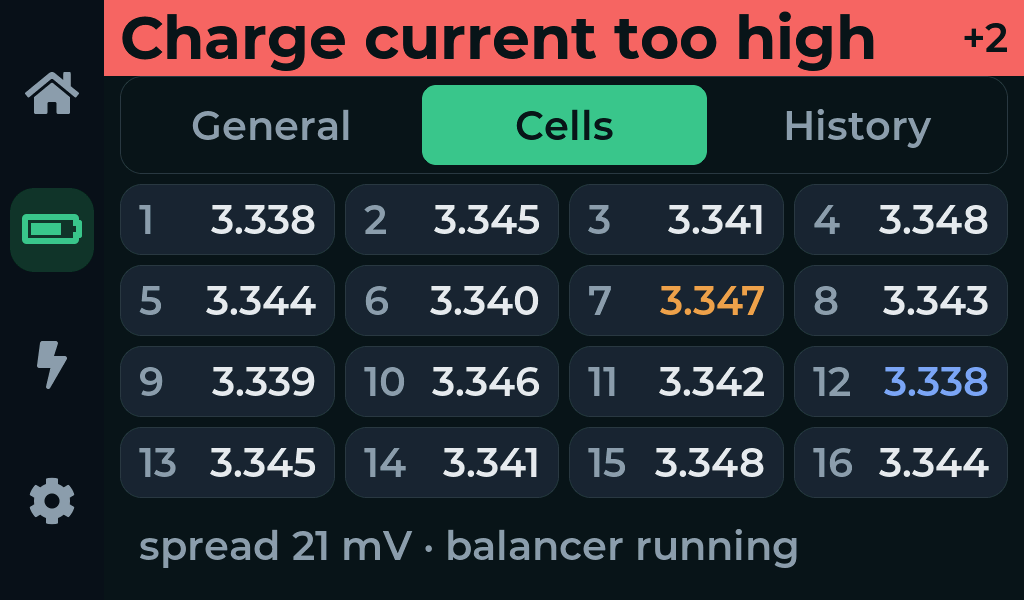 Charge current too high +2
General Cells History
1 3.338 2 3.345 3 3.341 4 3.348
5 3.344 6 3.340 7 3.347 8 3.343
9 3.339 10 3.346 11 3.342 12 3.338
13 3.345 14 3.341 15 3.348 16 3.344
spread 21 mV · balancer running